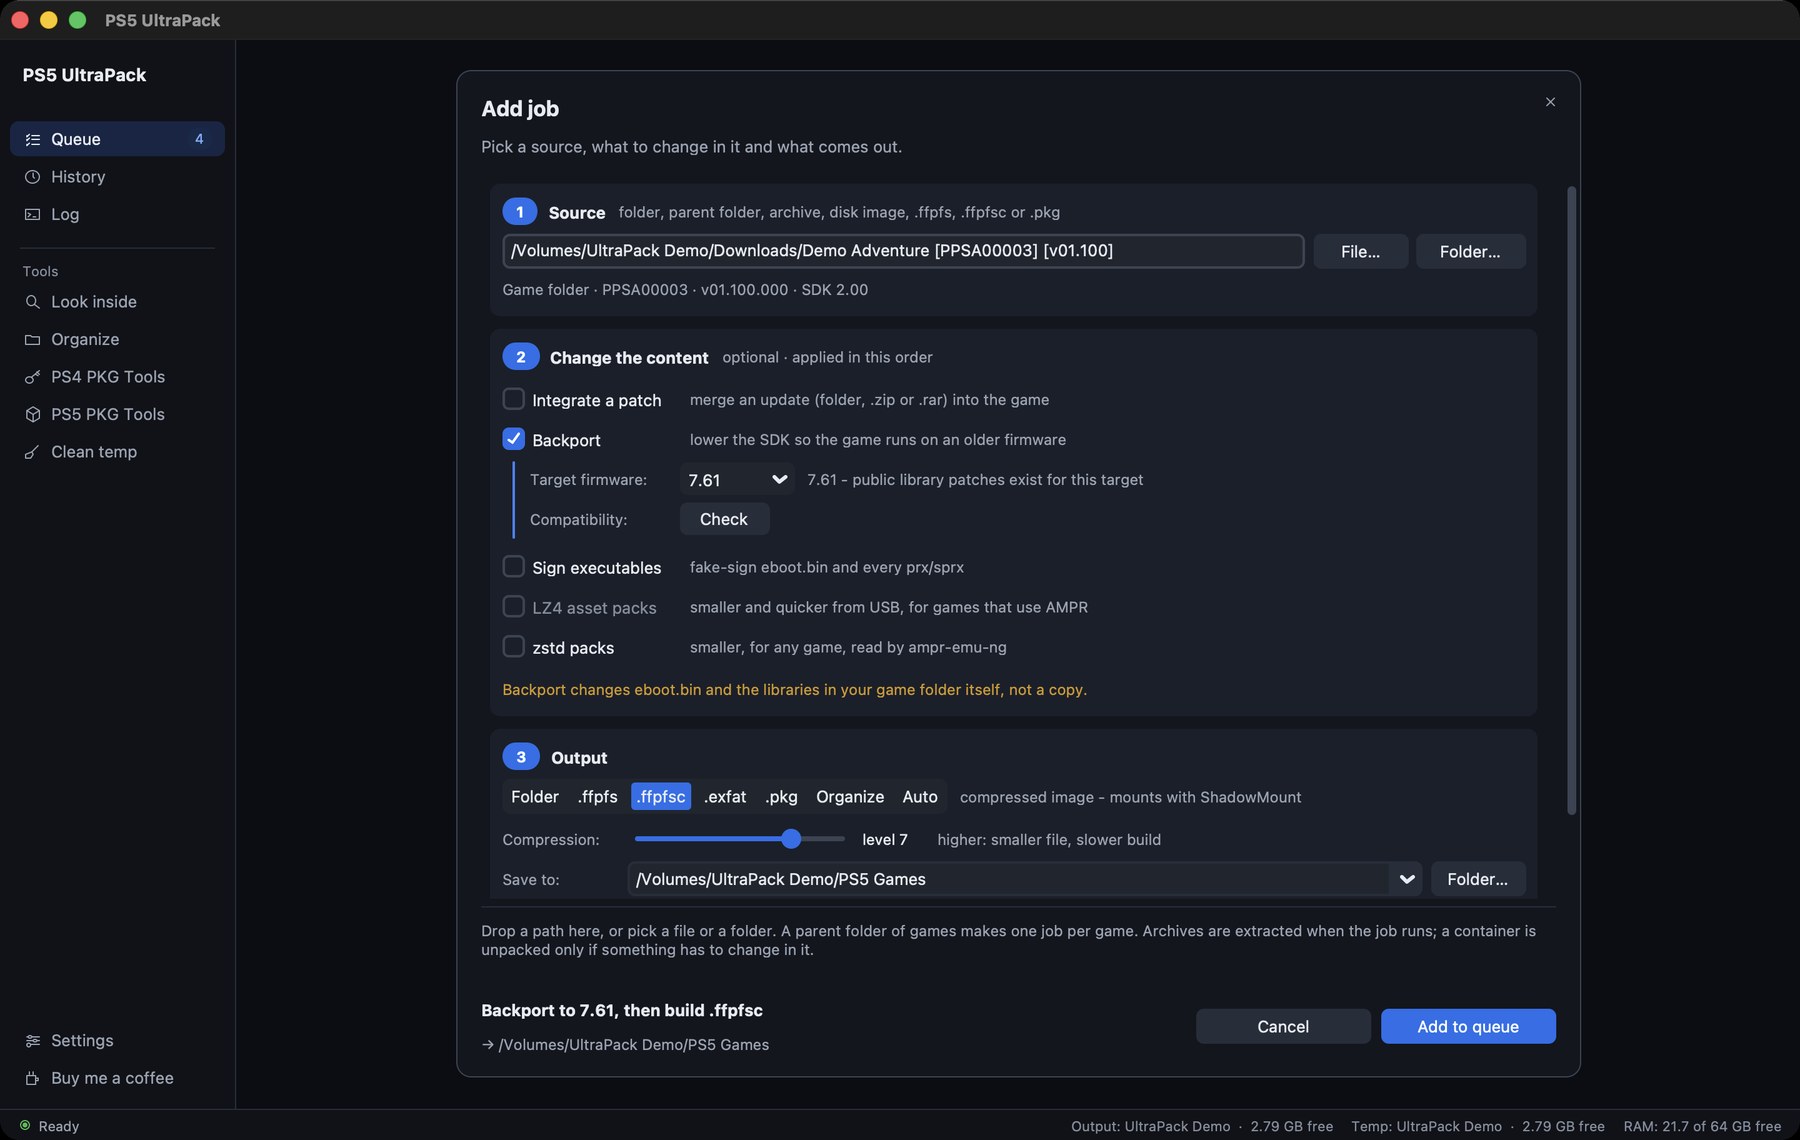 PS5 UltraPack
PS5 UltraPack
Queue 4
History
Log
Tools
Look inside
Organize
PS4 PKG Tools
PS5 PKG Tools
Clean temp
Settings
Buy me a coffee
Add job
×
Pick a source, what to change in it and what comes out.
1 Source folder, parent folder, archive, disk image, .ffpfs, .ffpfsc or .pkg
/Volumes/UltraPack Demo/Downloads/Demo Adventure [PPSA00003] [v01.100] File... Folder...
Game folder · PPSA00003 · v01.100.000 · SDK 2.00
2 Change the content optional · applied in this order
Integrate a patch merge an update (folder, .zip or .rar) into the game
Backport lower the SDK so the game runs on an older firmware
Target firmware: 7.61 7.61 - public library patches exist for this target
Compatibility: Check
Sign executables fake-sign eboot.bin and every prx/sprx
LZ4 asset packs smaller and quicker from USB, for games that use AMPR
zstd packs smaller, for any game, read by ampr-emu-ng
Backport changes eboot.bin and the libraries in your game folder itself, not a copy.
3 Output
Folder .ffpfs .ffpfsc .exfat .pkg Organize Auto compressed image - mounts with ShadowMount
Compression: level 7 higher: smaller file, slower build
Save to: /Volumes/UltraPack Demo/PS5 Games Folder...
Drop a path here, or pick a file or a folder. A parent folder of games makes one job per game. Archives are extracted when the job runs; a container is
unpacked only if something has to change in it.
Backport to 7.61, then build .ffpfsc
→ /Volumes/UltraPack Demo/PS5 Games
Cancel Add to queue
Ready
Output: UltraPack Demo · 2.79 GB free Temp: UltraPack Demo · 2.79 GB free RAM: 21.7 of 64 GB free